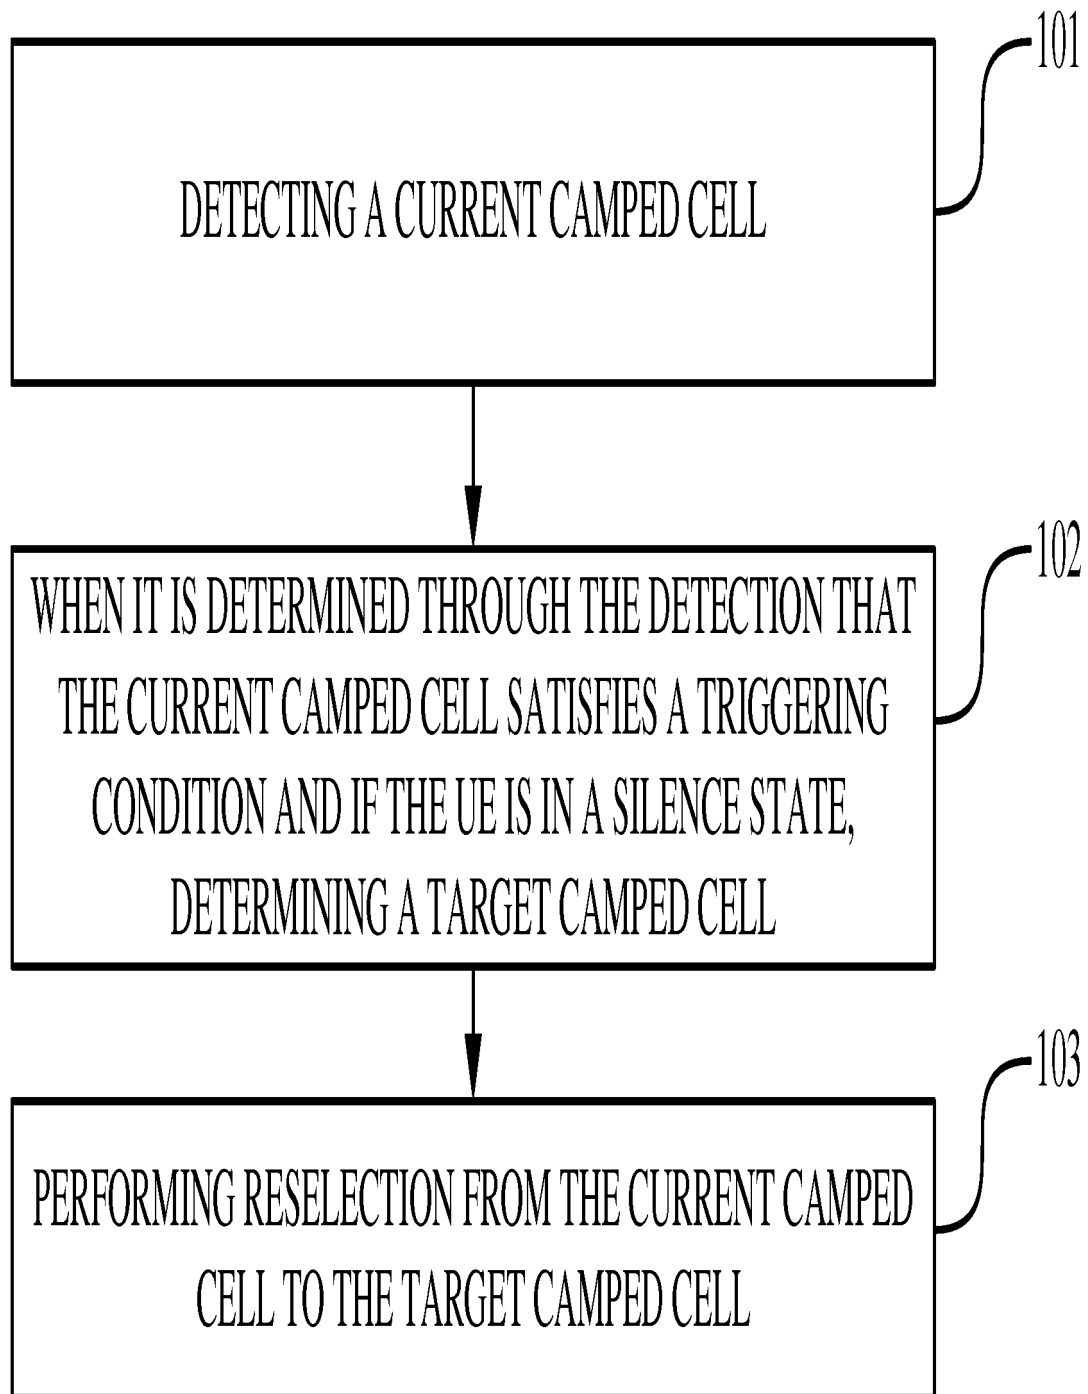 101
DETECTING A CURRENT CAMPED CELL
102
WHEN IT IS DETERMINED THROUGH THE DETECTION THAT
THE CURRENT CAMPED CELL SATISFIES A TRIGGERING
CONDITION AND IF THE UE IS IN A SILENCE STATE,
DETERMINING A TARGET CAMPED CELL
103
PERFORMING RESELECTION FROM THE CURRENT CAMPED
CELL TO THE TARGET CAMPED CELL